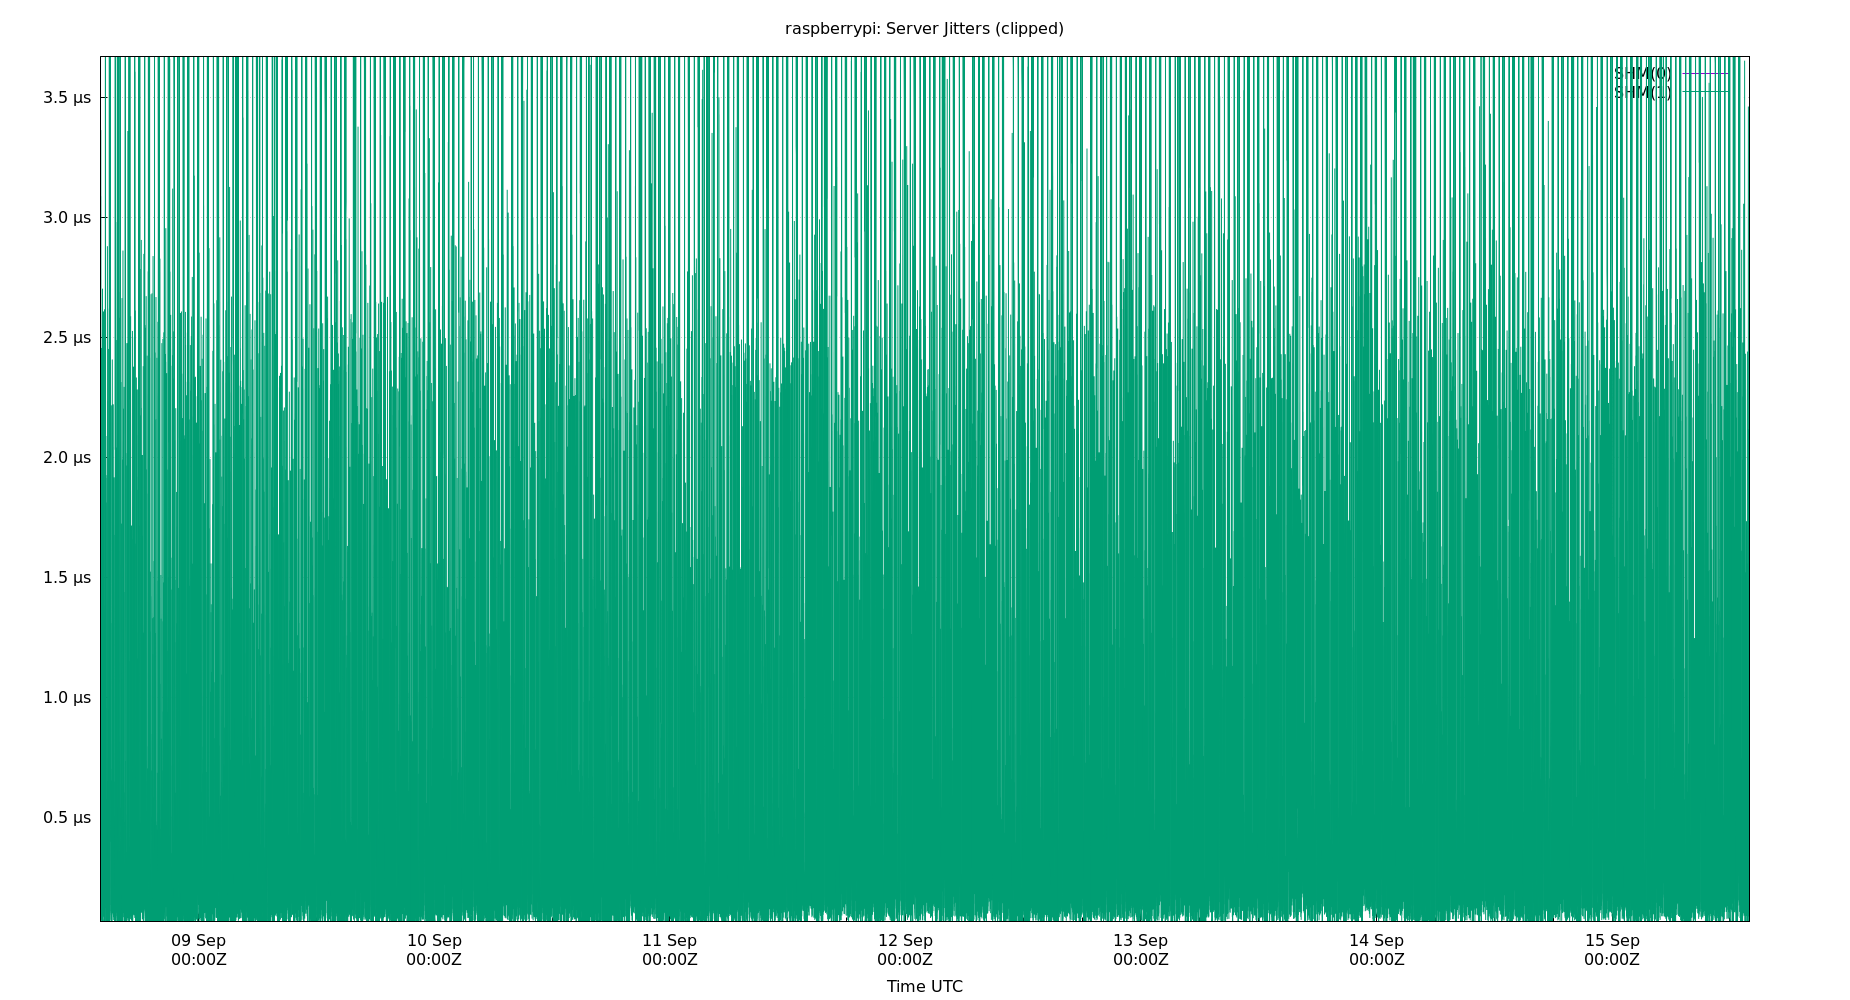 raspberrypi: Server Jitters (clipped)
SHM(0)
SHM(1)
3.5 µs
3.0 µs
2.5 µs
2.0 µs
1.5 µs
1.0 µs
0.5 µs
09 Sep 10 Sep 11 Sep 12 Sep 13 Sep 14 Sep 15 Sep
00:00Z 00:00Z 00:00Z 00:00Z 00:00Z 00:00Z 00:00Z
Time UTC